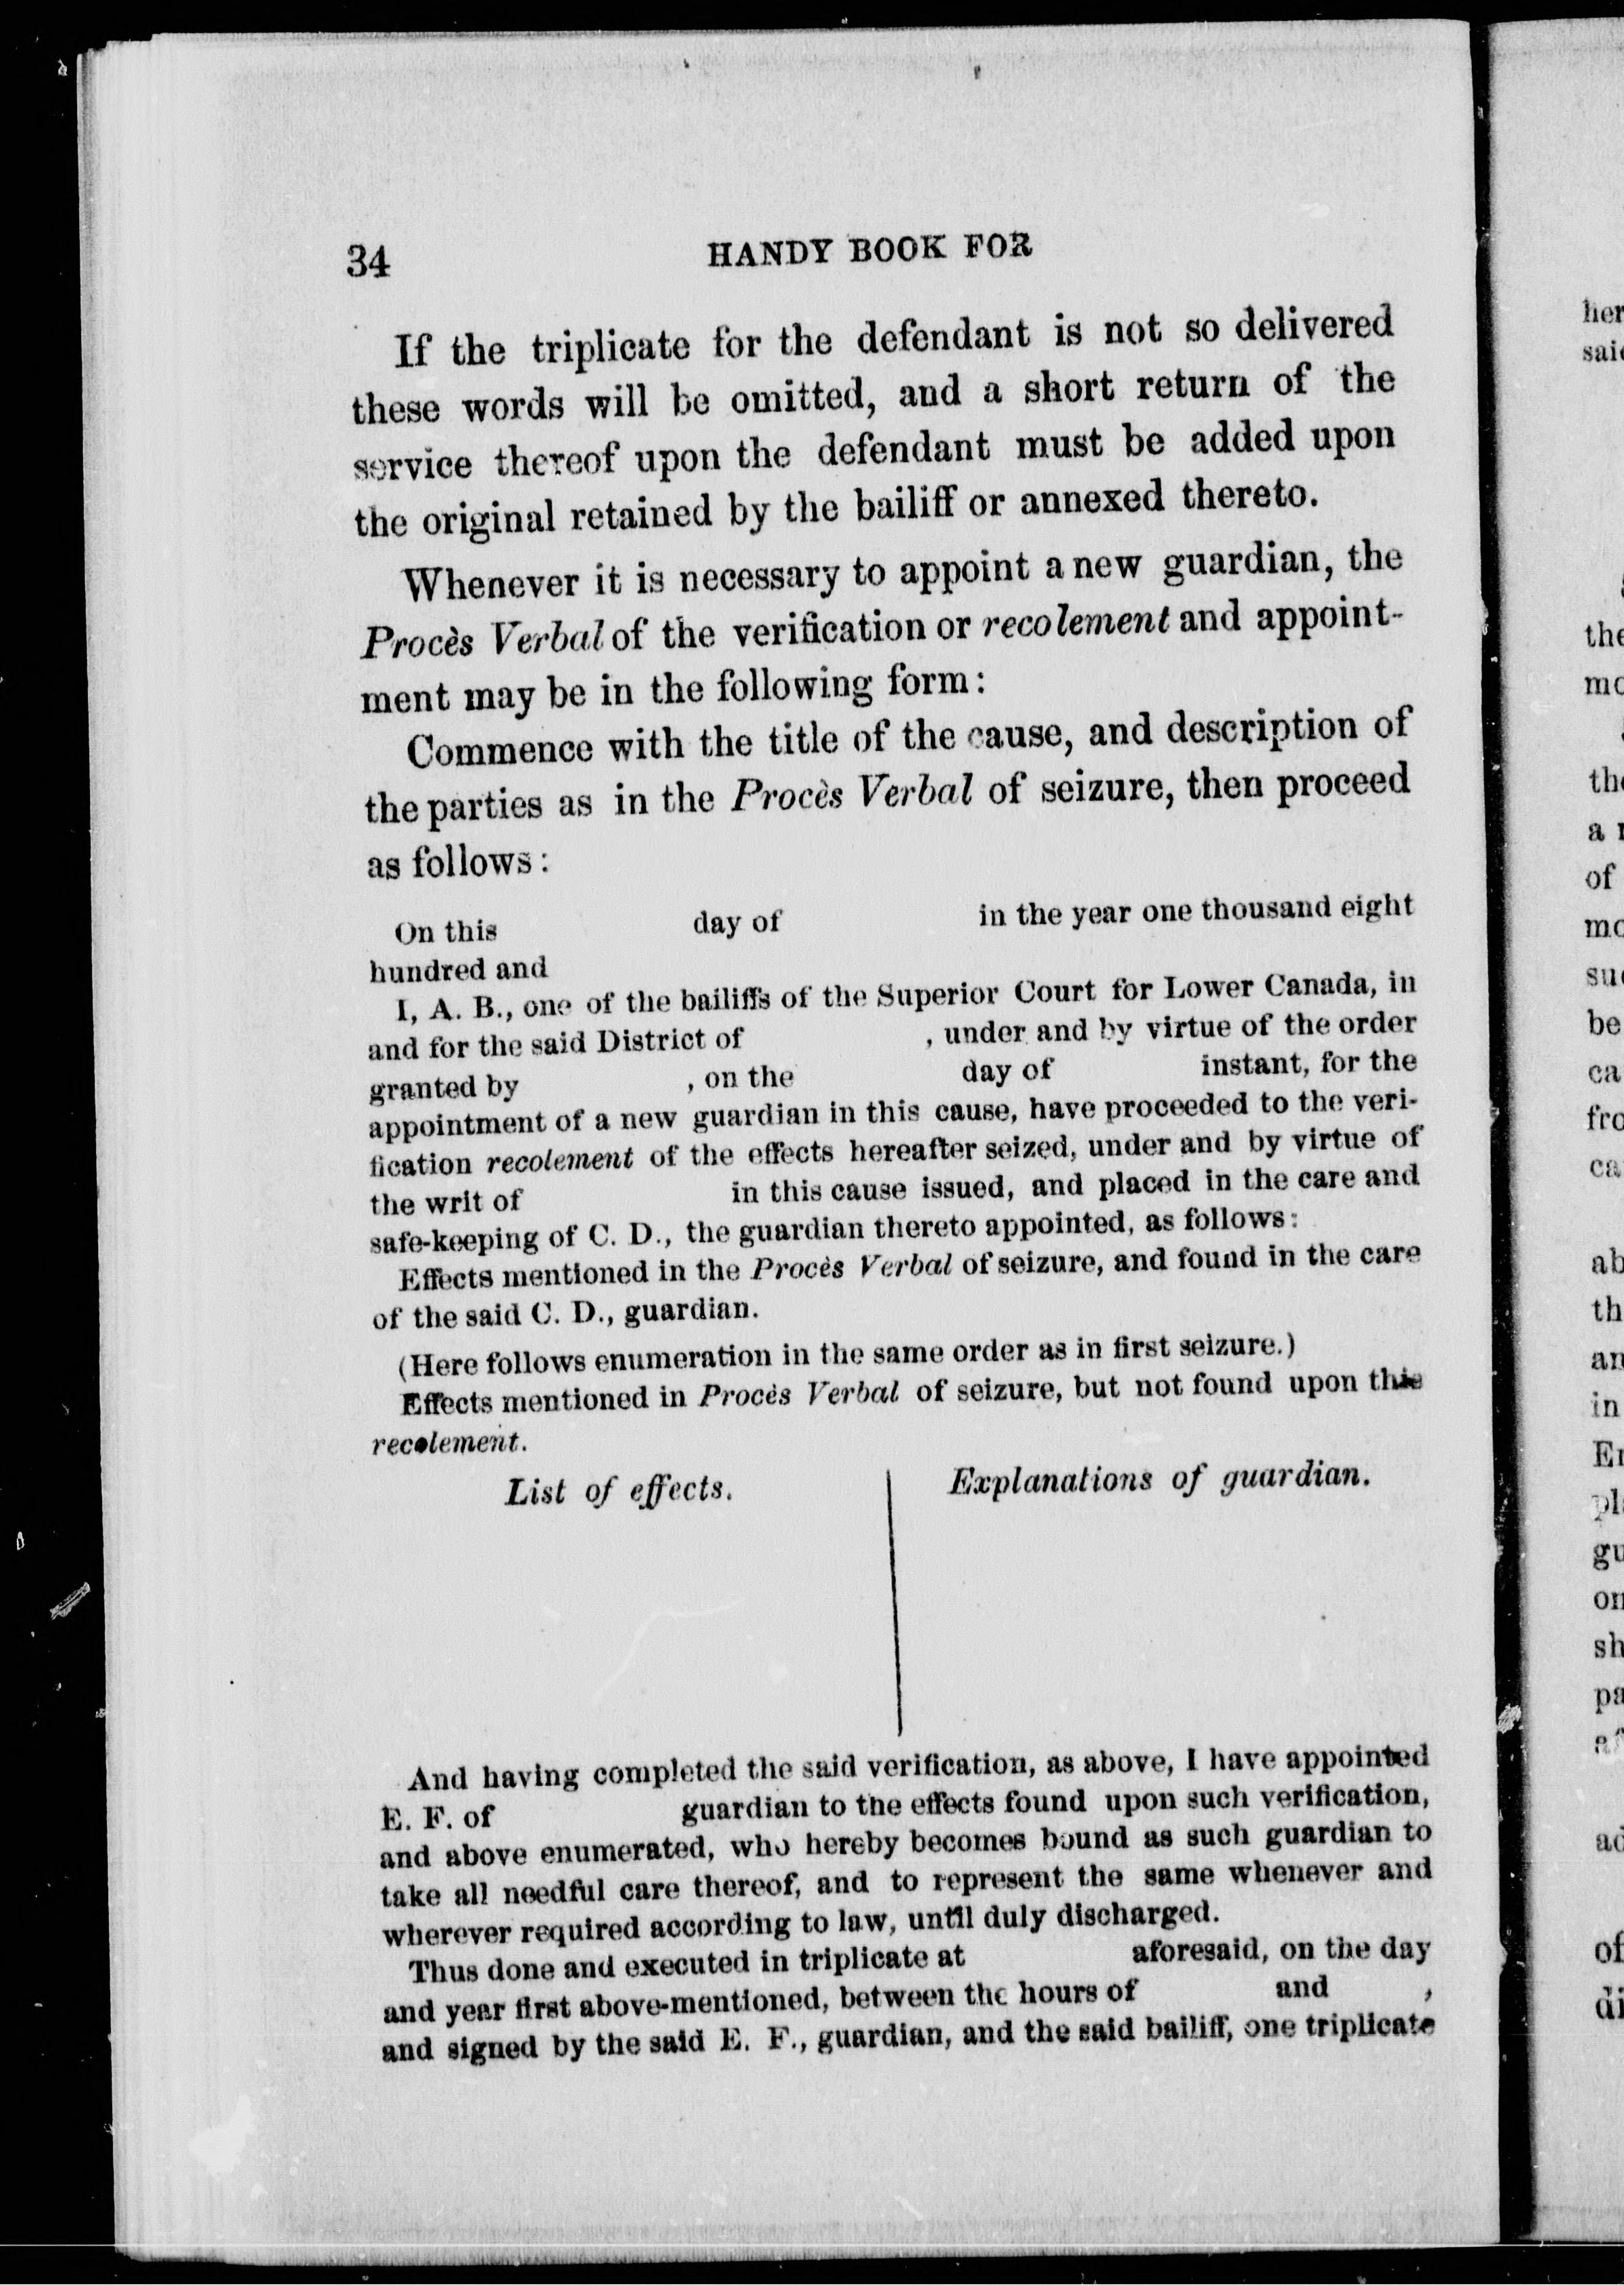 34 HANDY BOOK FOR
If the triplicate for the defendant is not so delivered
these words will be omitted, and a short return of the
service thereof upon the defendant must be added upon
the original retained by the bailiff or annexed thereto.
Whenever it is necessary to appoint a new guardian, the
Procès Verbal of the verification or recolement and appoint-
ment may be in the following form:
Commence with the title of the cause, and description of
the parties as in the Procès Verbal of seizure, then proceed
as follows:
On this day of in the year one thousand eight
hundred and
I, A. B., one of the bailiffs of the Superior Court for Lower Canada, in
and for the said District of , under and by virtue of the order
granted by , on the day of instant, for the
appointment of a new guardian in this cause, have proceeded to the veri-
fication recolement of the effects hereafter seized, under and by virtue of
the writ of in this cause issued, and placed in the care and
safe-keeping of C. D., the guardian thereto appointed, as follows:
Effects mentioned in the Procès Verbal of seizure, and found in the care
of the said C. D., guardian.
(Here follows enumeration in the same order as in first seizure.)
Effects mentioned in Procès Verbal of seizure, but not found upon this
recolement.
List of effects. Explanations of guardian.
And having completed the said verification, as above, I have appointed
E. F. of guardian to the effects found upon such verification,
and above enumerated, who hereby becomes bound as such guardian to
take all needful care thereof, and to represent the same whenever and
wherever required according to law, until duly discharged.
Thus done and executed in triplicate at aforesaid, on the day
and year first above-mentioned, between the hours of and ,
and signed by the said E. F., guardian, and the said bailiff, one triplicate